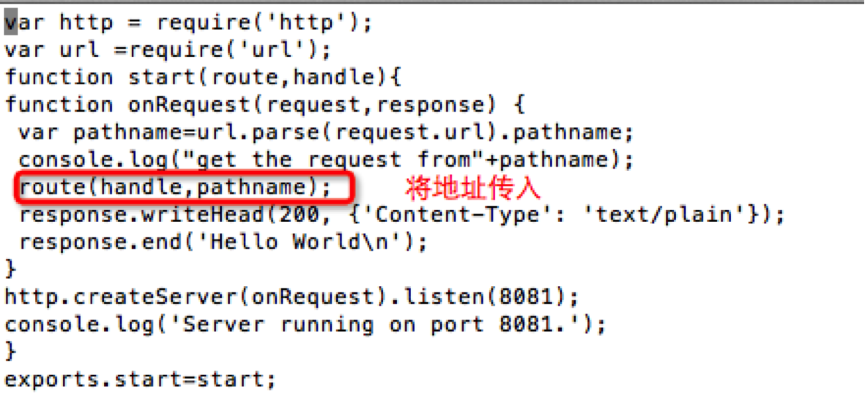 var http = require('http');
var url =require('url');
function start(route,handle){
function onRequest(request,response) {
var pathname=url.parse(request.url).pathname;
console.log("get the request from"+pathname);
route(handle,pathname); 将地址传入
response.writeHead(200, {'Content-Type': 'text/plain'});
response.end('Hello World\n');
}
http.createServer(onRequest).listen(8081);
console.log('Server running on port 8081.');
}
exports.start=start;